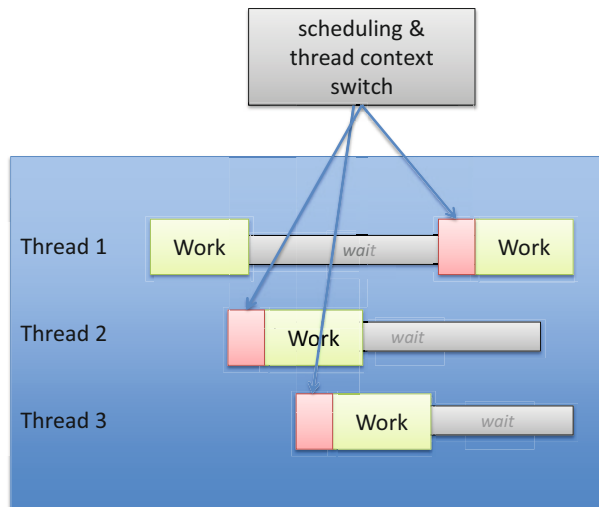 scheduling &
thread context
switch
Thread 1
Work
wait
Work
Thread 2
Work
wait
Thread 3
Work
wait